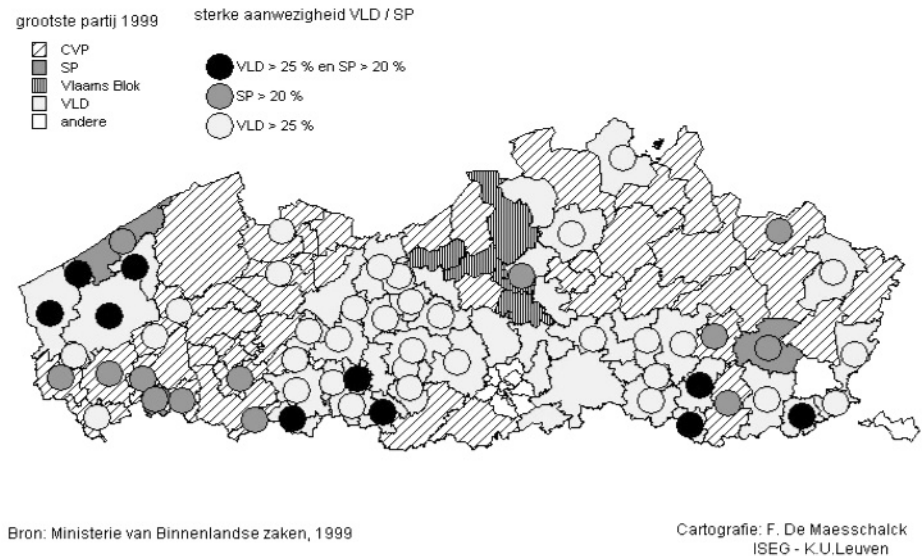 grootste partij 1999
CVP
SP
Vlaams Blok
VLD
andere
sterke aanwezigheid VLD / SP
VLD > 25 % en SP > 20 %
SP > 20 %
VLD > 25 %
Bron: Ministerie van Binnenlandse zaken, 1999
Cartografie: F. De Maesschalck
ISEG - K.U.Leuven